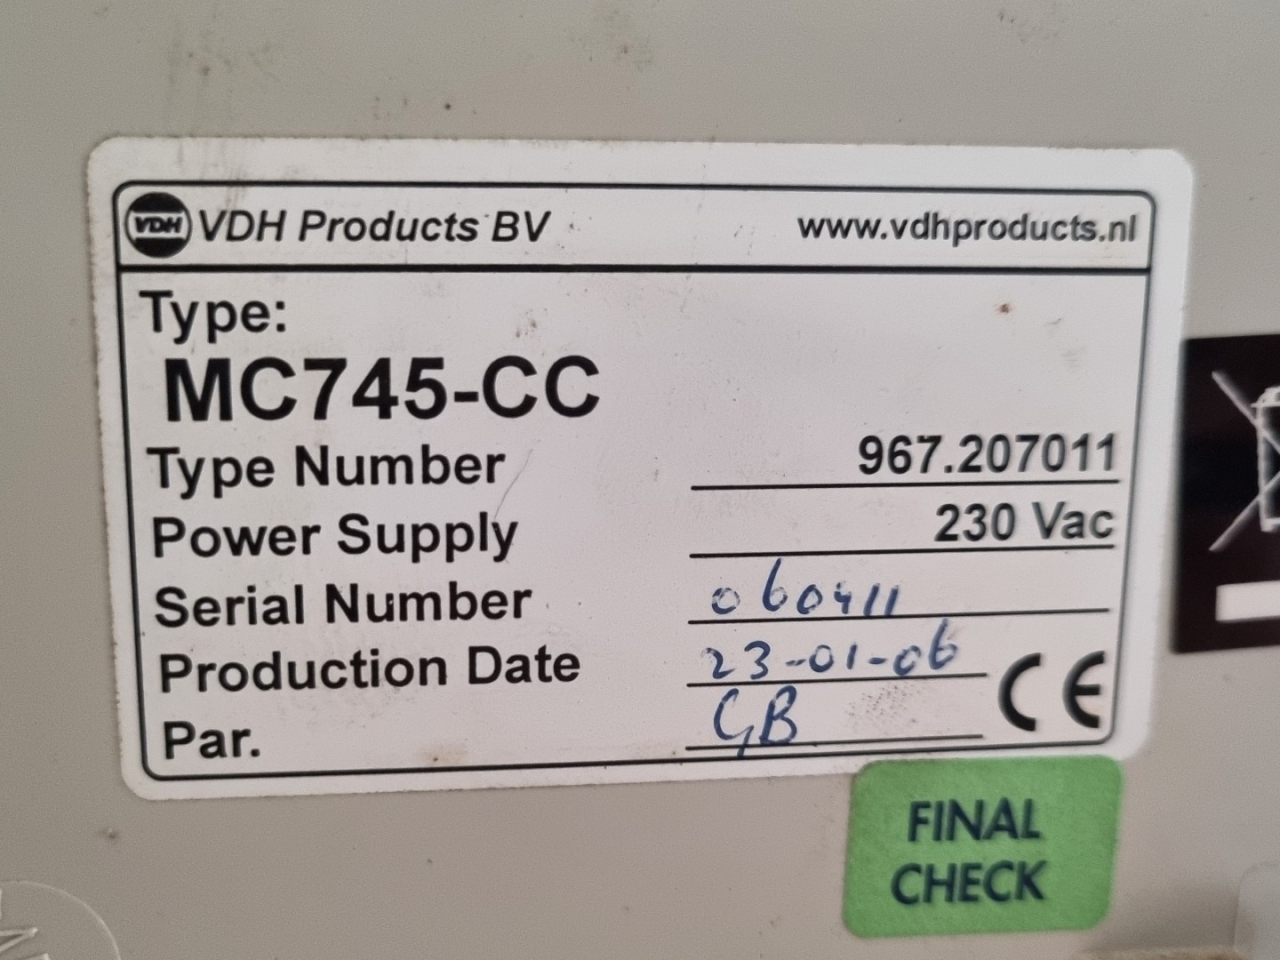 VDH VDH Products BV www.vdhproducts.nl
Type:
MC745-CC
Type Number 967.207011
Power Supply 230 Vac
Serial Number 060411
Production Date 23-01-06
Par. GB
CE
FINAL
CHECK